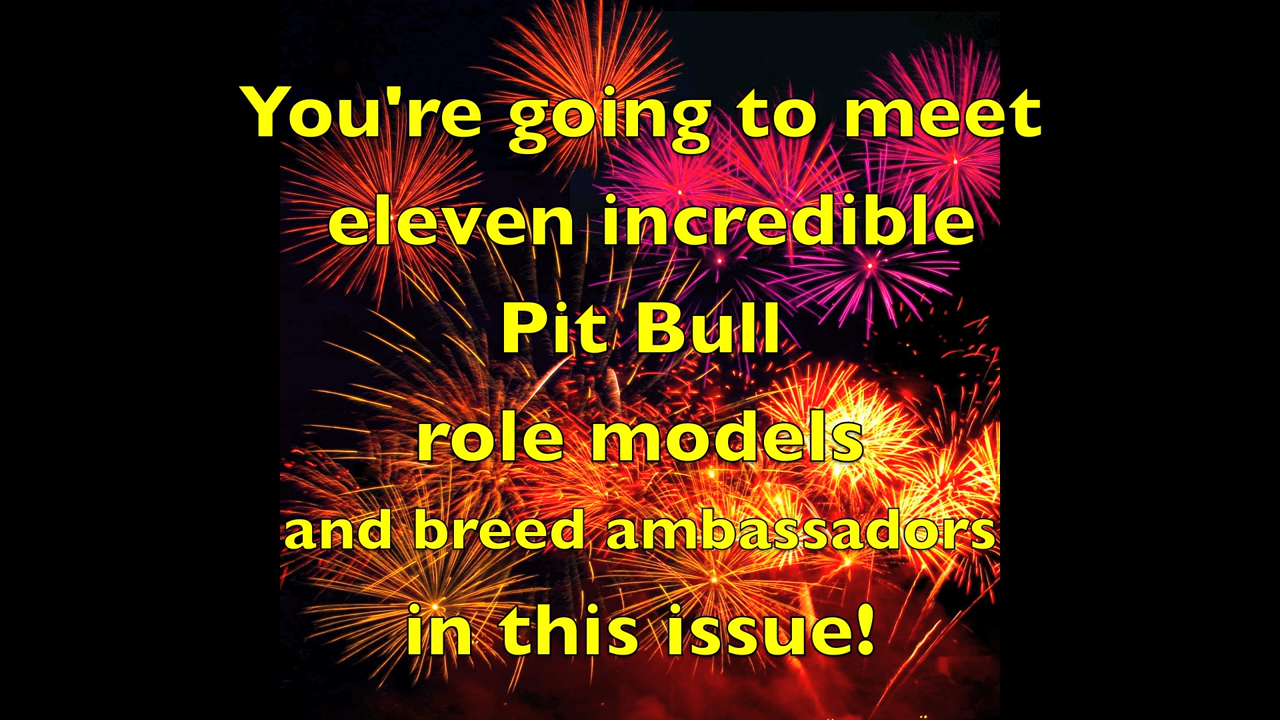 You're going to meet
eleven incredible
Pit Bull
role models
and breed ambassadors
in this issue!